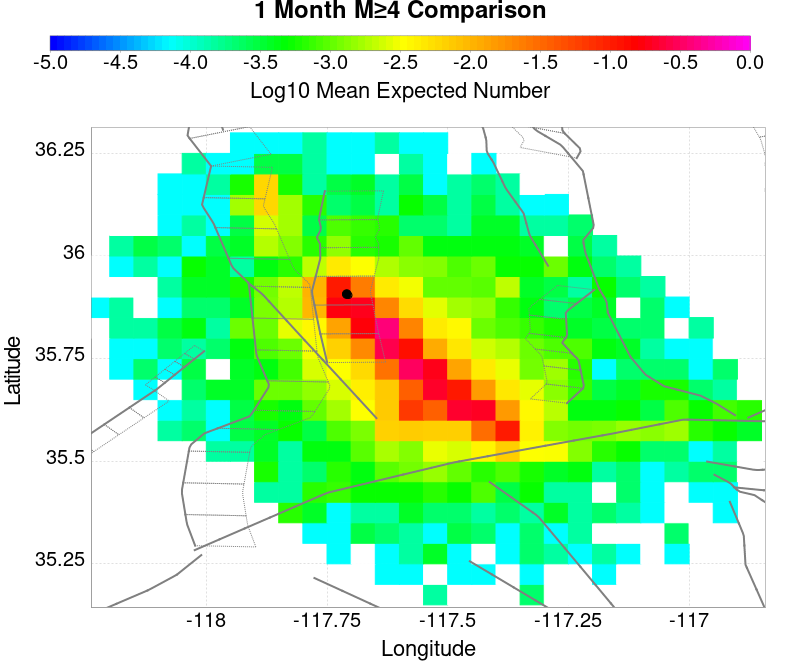 1 Month M≥4 Comparison
-5.0 -4.5 -4.0 -3.5 -3.0 -2.5 -2.0 -1.5 -1.0 -0.5 0.0
Log10 Mean Expected Number
36.25
36
35.75
35.5
35.25
Latitude
-118 -117.75 -117.5 -117.25 -117
Longitude